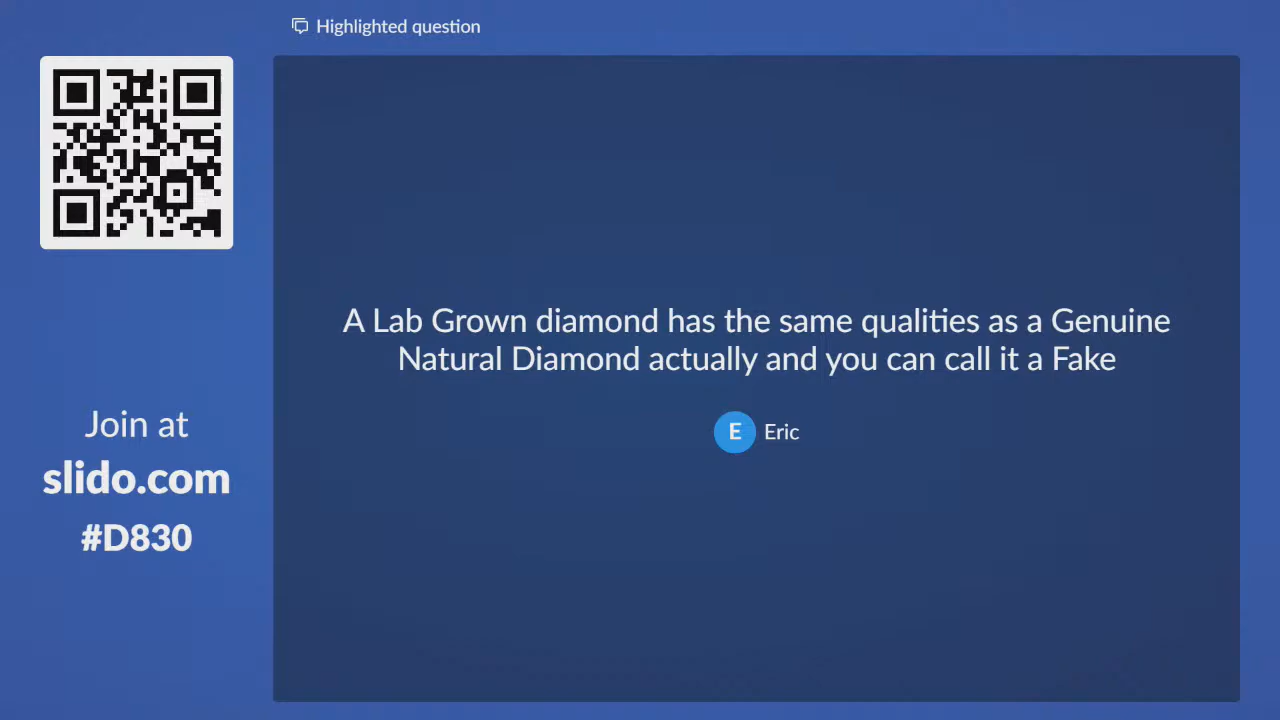 Highlighted question
A Lab Grown diamond has the same qualities as a Genuine
Natural Diamond actually and you can call it a Fake
E Eric
Join at
slido.com
#D830